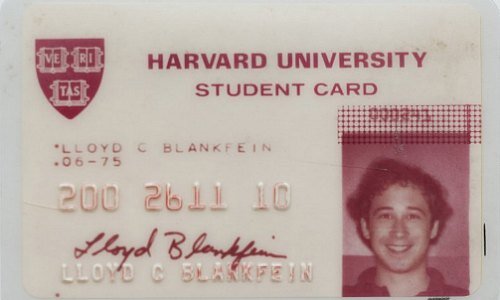 VE RI
TAS
HARVARD UNIVERSITY
STUDENT CARD
LLOYD C BLANKFEIN
06-75
200 2611 10
Lloyd Blankfein
LLOYD C BLANKFEIN